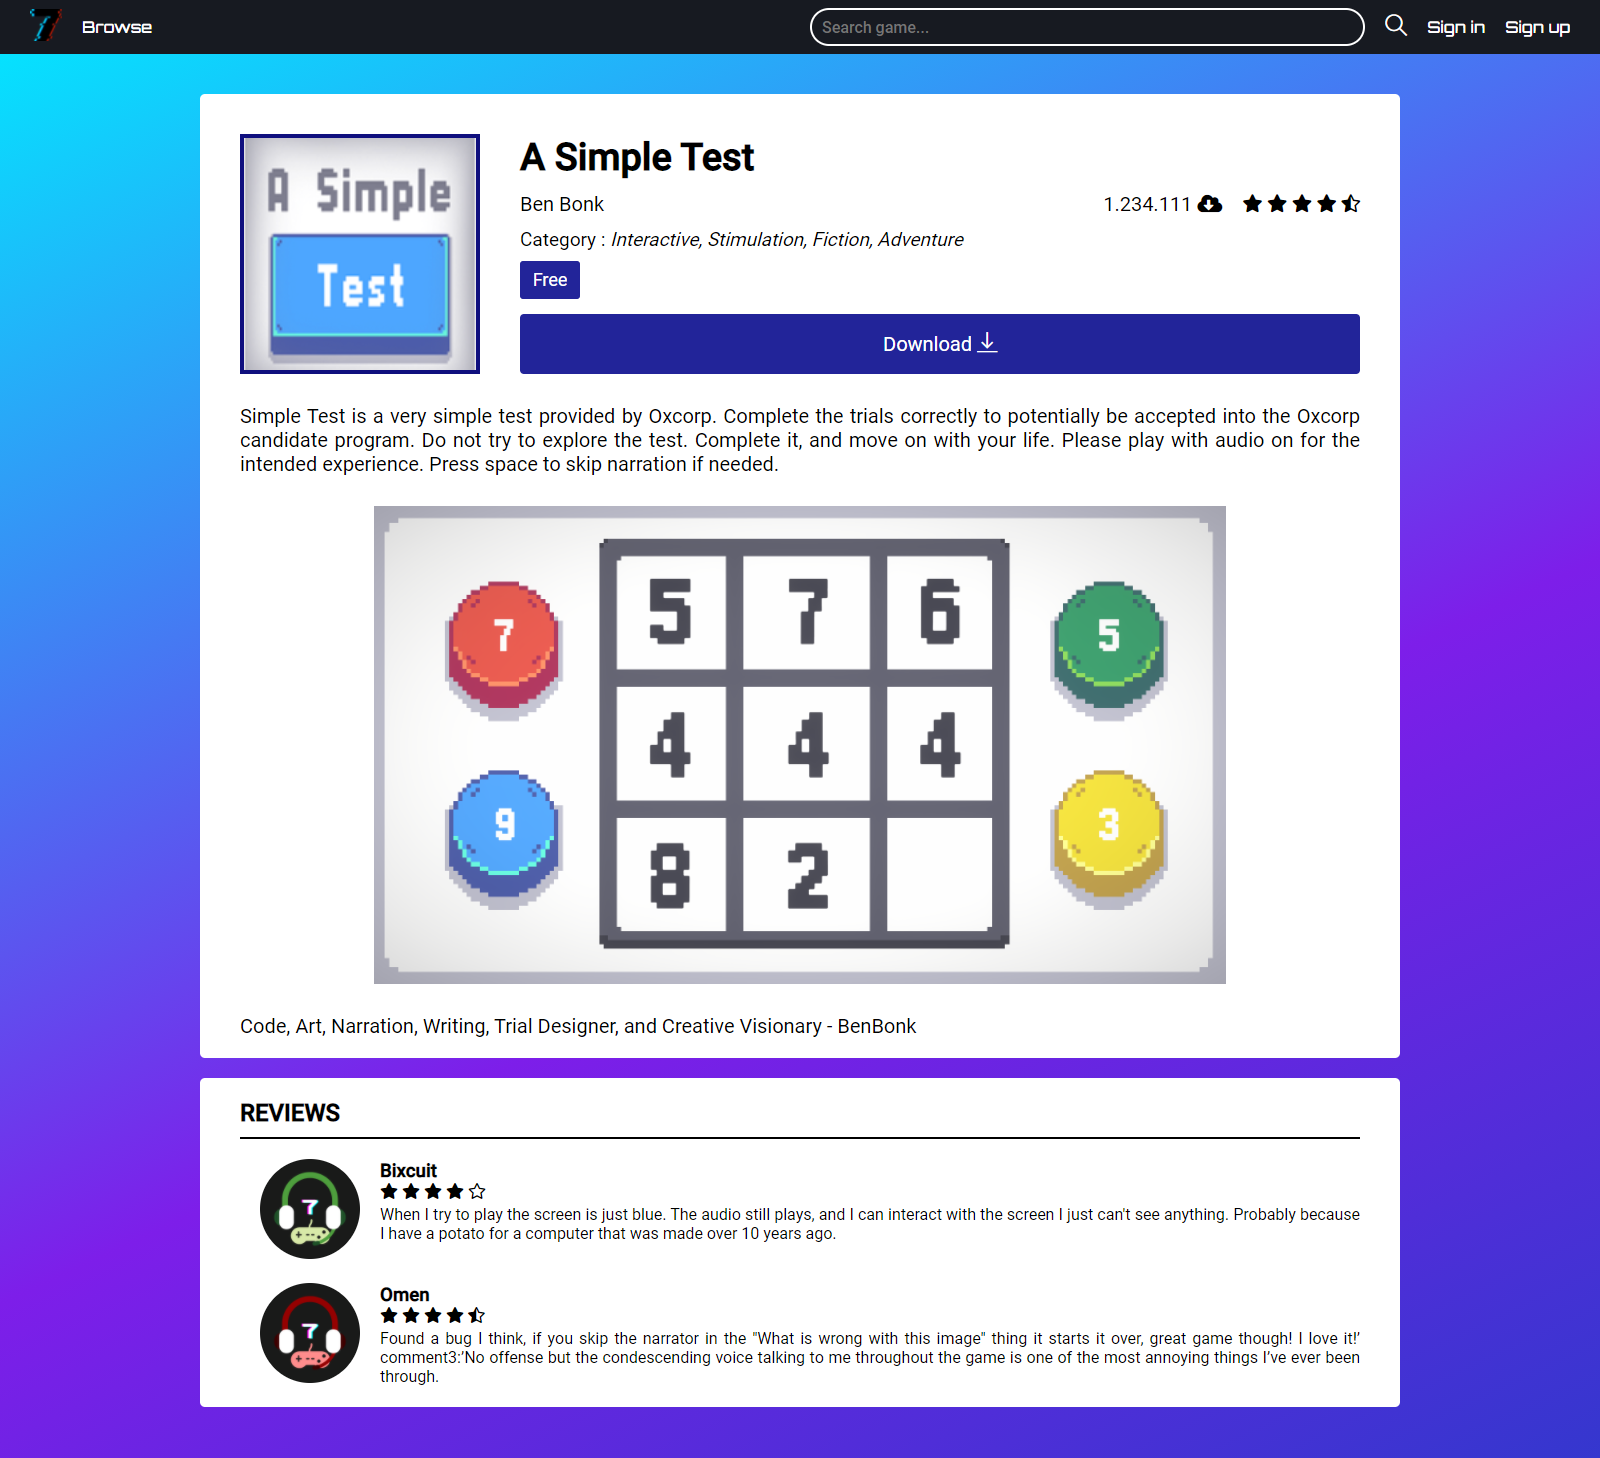 7 Browse Search game... Sign in Sign up
A Simple
Test
A Simple Test
Ben Bonk 1.234.111
Category : Interactive, Stimulation, Fiction, Adventure
Free
Download
Simple Test is a very simple test provided by Oxcorp. Complete the trials correctly to potentially be accepted into the Oxcorp
candidate program. Do not try to explore the test. Complete it, and move on with your life. Please play with audio on for the
intended experience. Press space to skip narration if needed.
7 5 7 6 5
4 4 4
9 8 2 3
Code, Art, Narration, Writing, Trial Designer, and Creative Visionary - BenBonk
REVIEWS
7
Bixcuit
When I try to play the screen is just blue. The audio still plays, and I can interact with the screen I just can't see anything. Probably because
I have a potato for a computer that was made over 10 years ago.
7
Omen
Found a bug I think, if you skip the narrator in the "What is wrong with this image" thing it starts it over, great game though! I love it!’
comment3:’No offense but the condescending voice talking to me throughout the game is one of the most annoying things I’ve ever been
through.